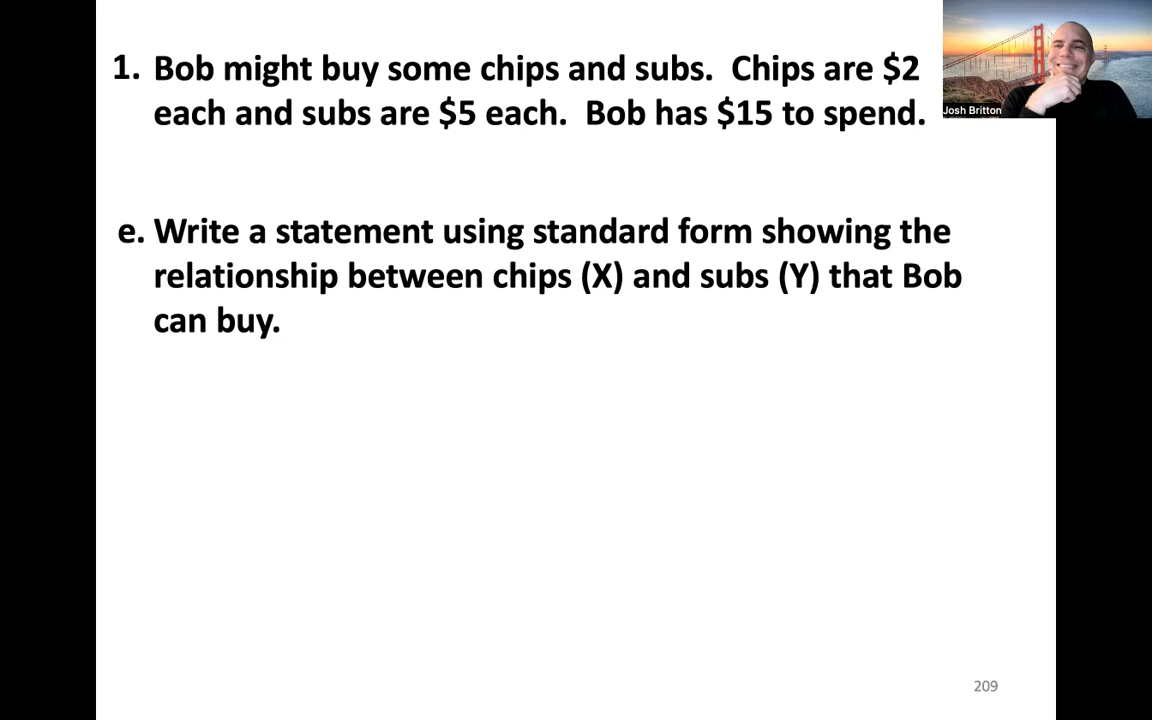 1. Bob might buy some chips and subs.  Chips are $2
each and subs are $5 each.  Bob has $15 to spend.
Josh Britton
e. Write a statement using standard form showing the
relationship between chips (X) and subs (Y) that Bob
can buy.
209